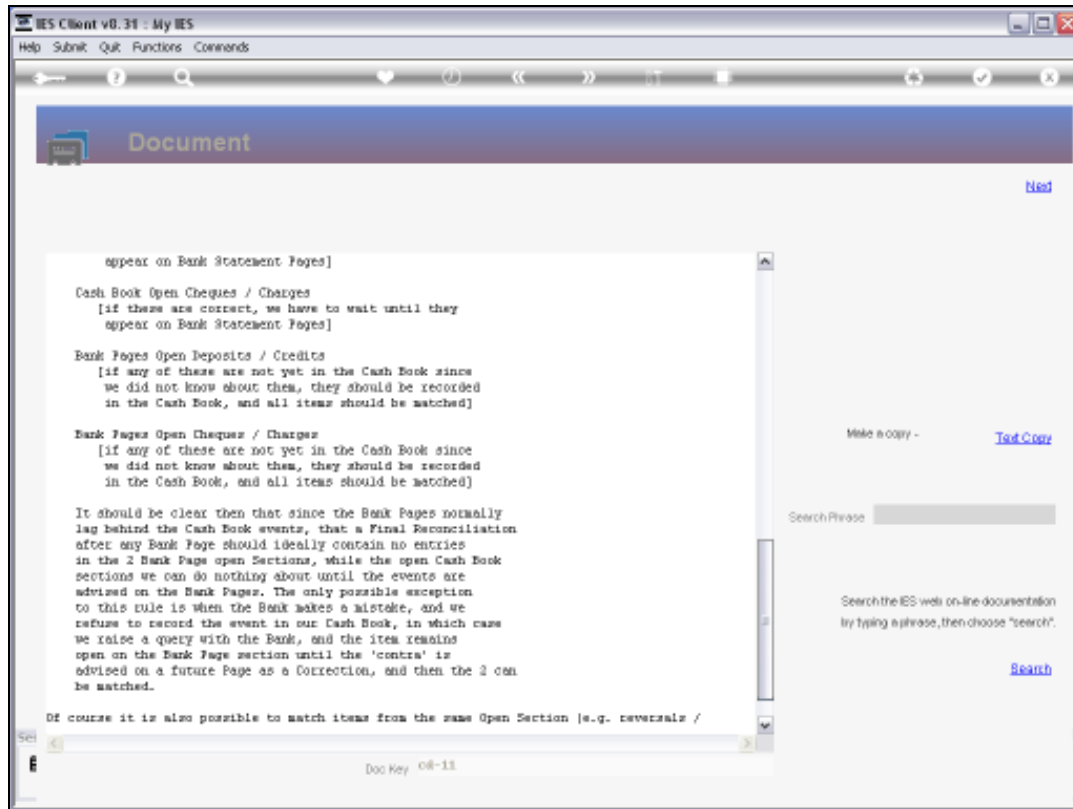 IES Client v8.31 : My IES
Help Submit Quit Functions Commands
Document
Next
appear on Bank Statement Pages]
Cash Book Open Cheques / Charges
[if these are correct, we have to wait until they
appear on Bank Statement Pages]
Bank Pages Open Deposits / Credits
[if any of these are not yet in the Cash Book since
we did not know about them, they should be recorded
in the Cash Book, and all items should be matched]
Bank Pages Open Cheques / Charges
[if any of these are not yet in the Cash Book since
we did not know about them, they should be recorded
in the Cash Book, and all items should be matched]
It should be clear then that since the Bank Pages normally
lag behind the Cash Book events, that a Final Reconciliation
after any Bank Page should ideally contain no entries
in the 2 Bank Page open Sections, while the open Cash Book
sections we can do nothing about until the events are
advised on the Bank Pages. The only possible exception
to this rule is when the Bank makes a mistake, and we
refuse to record the event in our Cash Book, in which case
we raise a query with the Bank, and the item remains
open on the Bank Page section until the 'contra' is
advised on a future Page as a Correction, and then the 2 can
be matched.
Of course it is also possible to match items from the same Open Section (e.g. reversals /
Make a copy -
Text Copy
Search Phrase
Search the IES web on-line documentation
by typing a phrase, then choose "search".
Search
Doc Key cd-11